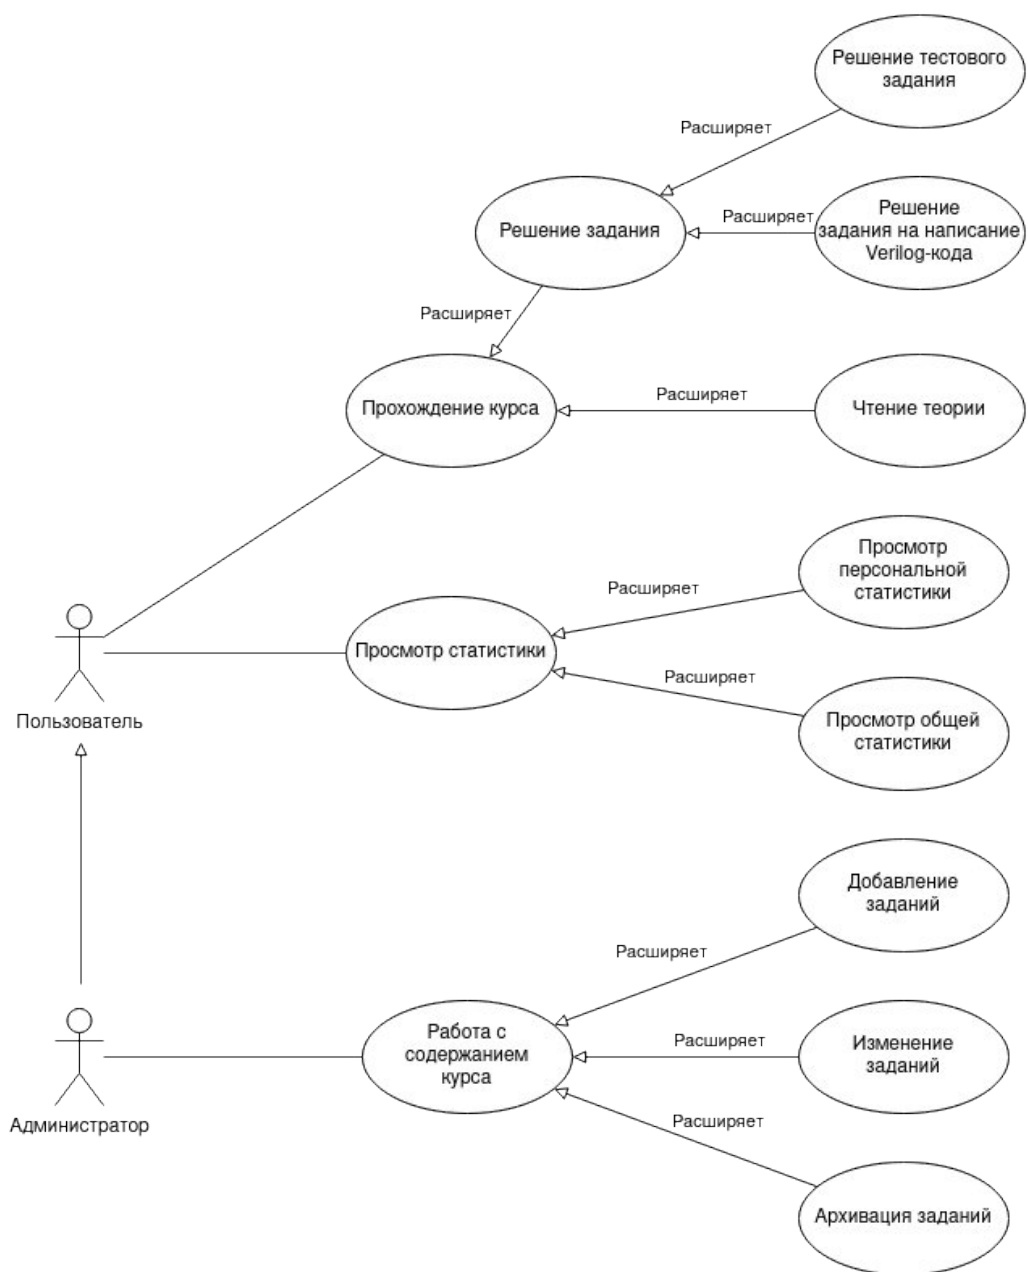 Решение тестового
задания
Расширяет
Решение
задания на написание
Verilog-кода
Расширяет
Решение задания
Расширяет
Прохождение курса
Расширяет
Чтение теории
Просмотр
персональной
статистики
Расширяет
Просмотр статистики
Расширяет
Просмотр общей
статистики
Пользователь
Добавление
заданий
Расширяет
Работа с
содержанием
курса
Расширяет
Изменение
заданий
Администратор
Расширяет
Архивация заданий